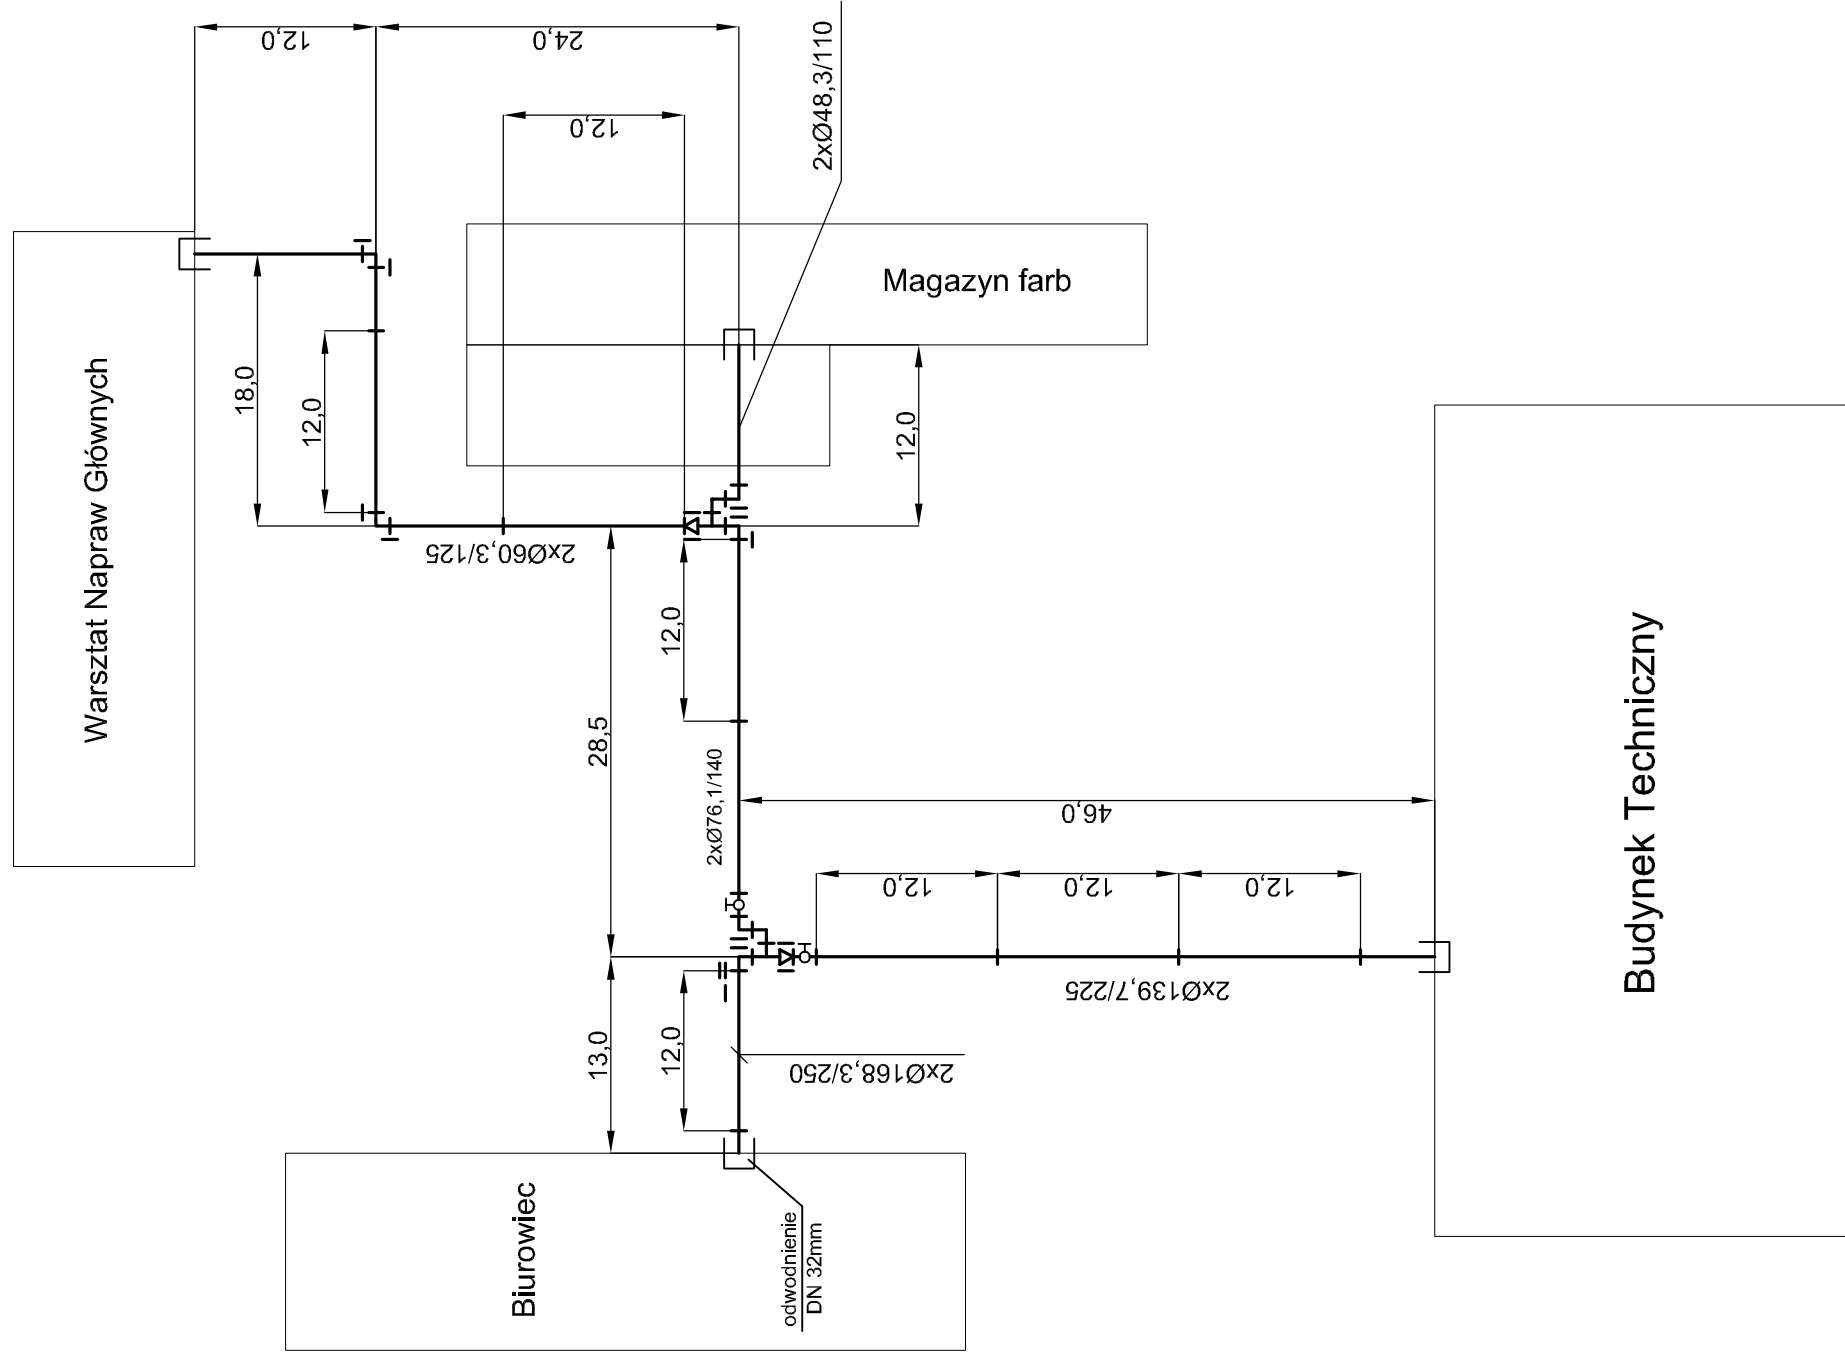 12,0
24,0
12,0
2xØ48,3/110
Magazyn farb
Warsztat Napraw Głównych
18,0
12,0
12,0
2xØ60,3/125
12,0
28,5
2xØ76,1/140
46,0
12,0
12,0
12,0
2xØ139,7/225
13,0
12,0
2xØ168,3/250
Biurowiec
odwodnienie
DN 32mm
Budynek Techniczny